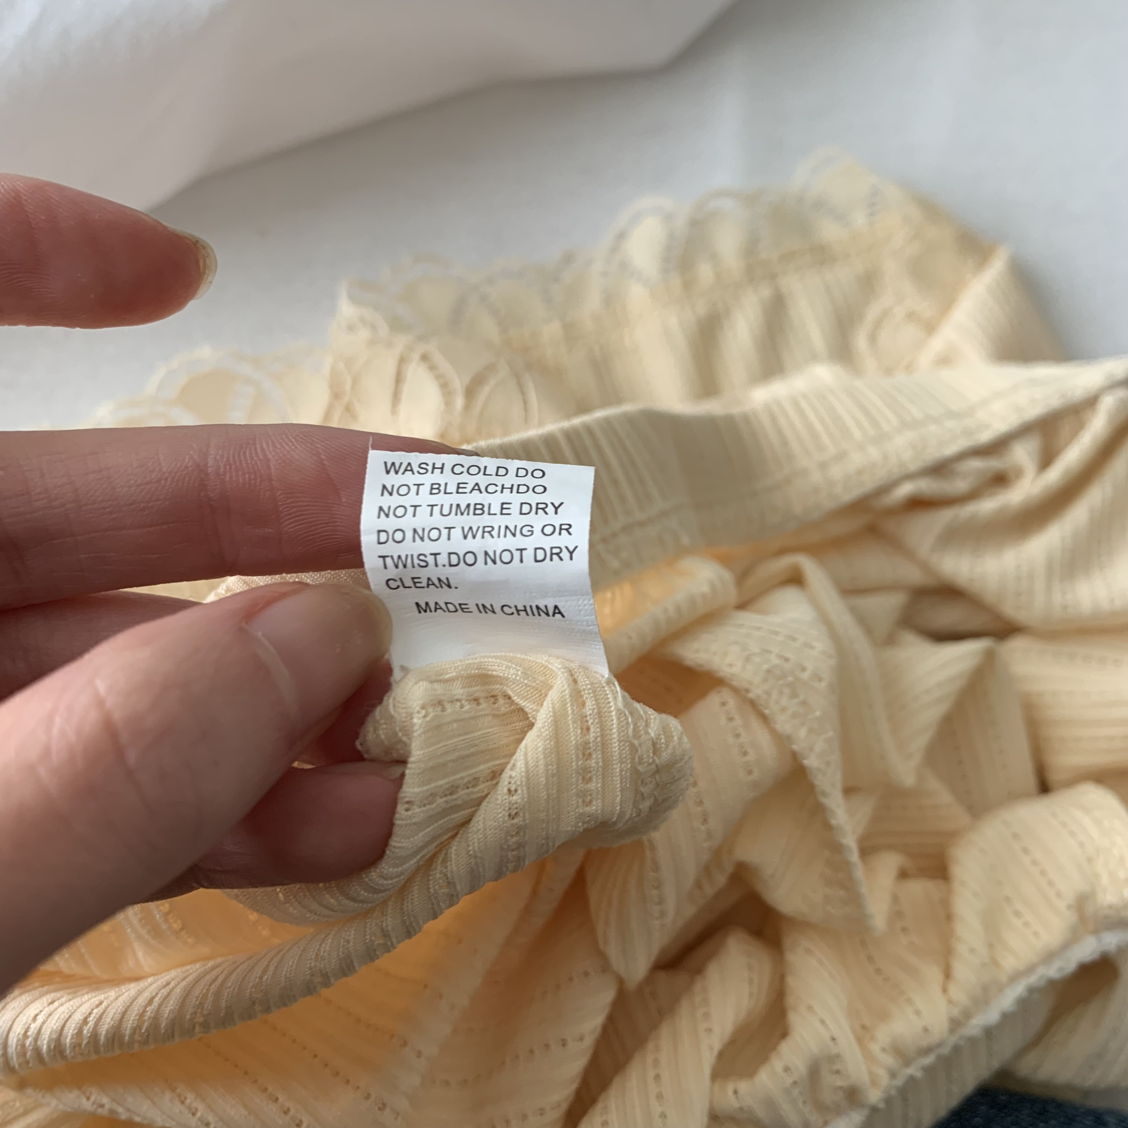 WASH COLD DO
NOT BLEACHDO
NOT TUMBLE DRY
DO NOT WRING OR
TWIST.DO NOT DRY
CLEAN.
MADE IN CHINA